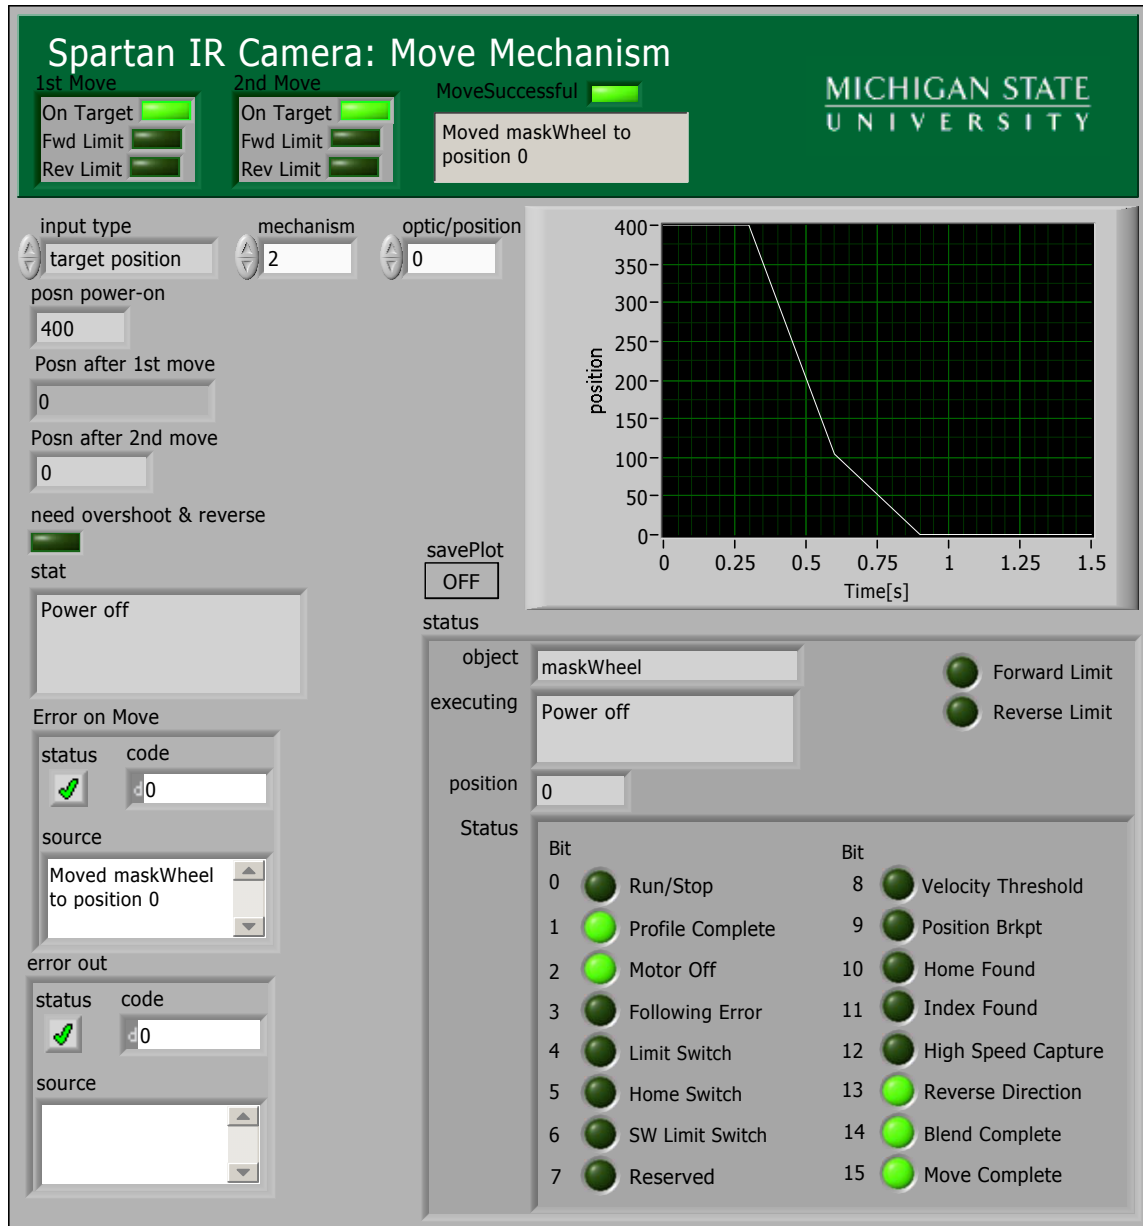 Spartan IR Camera: Move Mechanism
1st Move
On Target
Fwd Limit
Rev Limit
2nd Move
On Target
Fwd Limit
Rev Limit
MoveSuccessful
Moved maskWheel to
position 0
MICHIGAN STATE
UNIVERSITY
input type
target position
mechanism
2
optic/position
0
posn power-on
400
Posn after 1st move
0
Posn after 2nd move
0
need overshoot & reverse
stat
Power off
savePlot
OFF
position
400
350
300
250
200
150
100
50
0
0 0.25 0.5 0.75 1 1.25 1.5
Time[s]
Error on Move
status
code
d0
source
Moved maskWheel
to position 0
error out
status
code
d0
source
status
object
maskWheel
executing
Power off
position
0
Forward Limit
Reverse Limit
Status
Bit
0 Run/Stop
1 Profile Complete
2 Motor Off
3 Following Error
4 Limit Switch
5 Home Switch
6 SW Limit Switch
7 Reserved
Bit
8 Velocity Threshold
9 Position Brkpt
10 Home Found
11 Index Found
12 High Speed Capture
13 Reverse Direction
14 Blend Complete
15 Move Complete